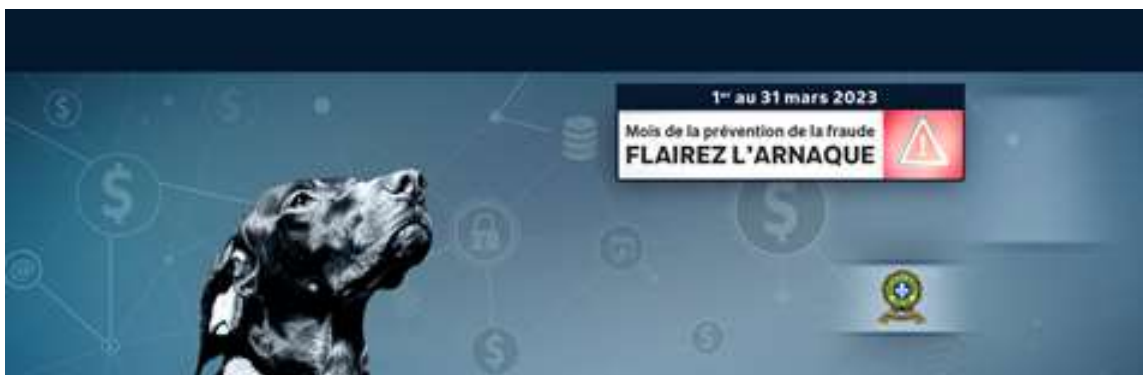 1er au 31 mars 2023
Mois de la prévention de la fraude
FLAIREZ L'ARNAQUE